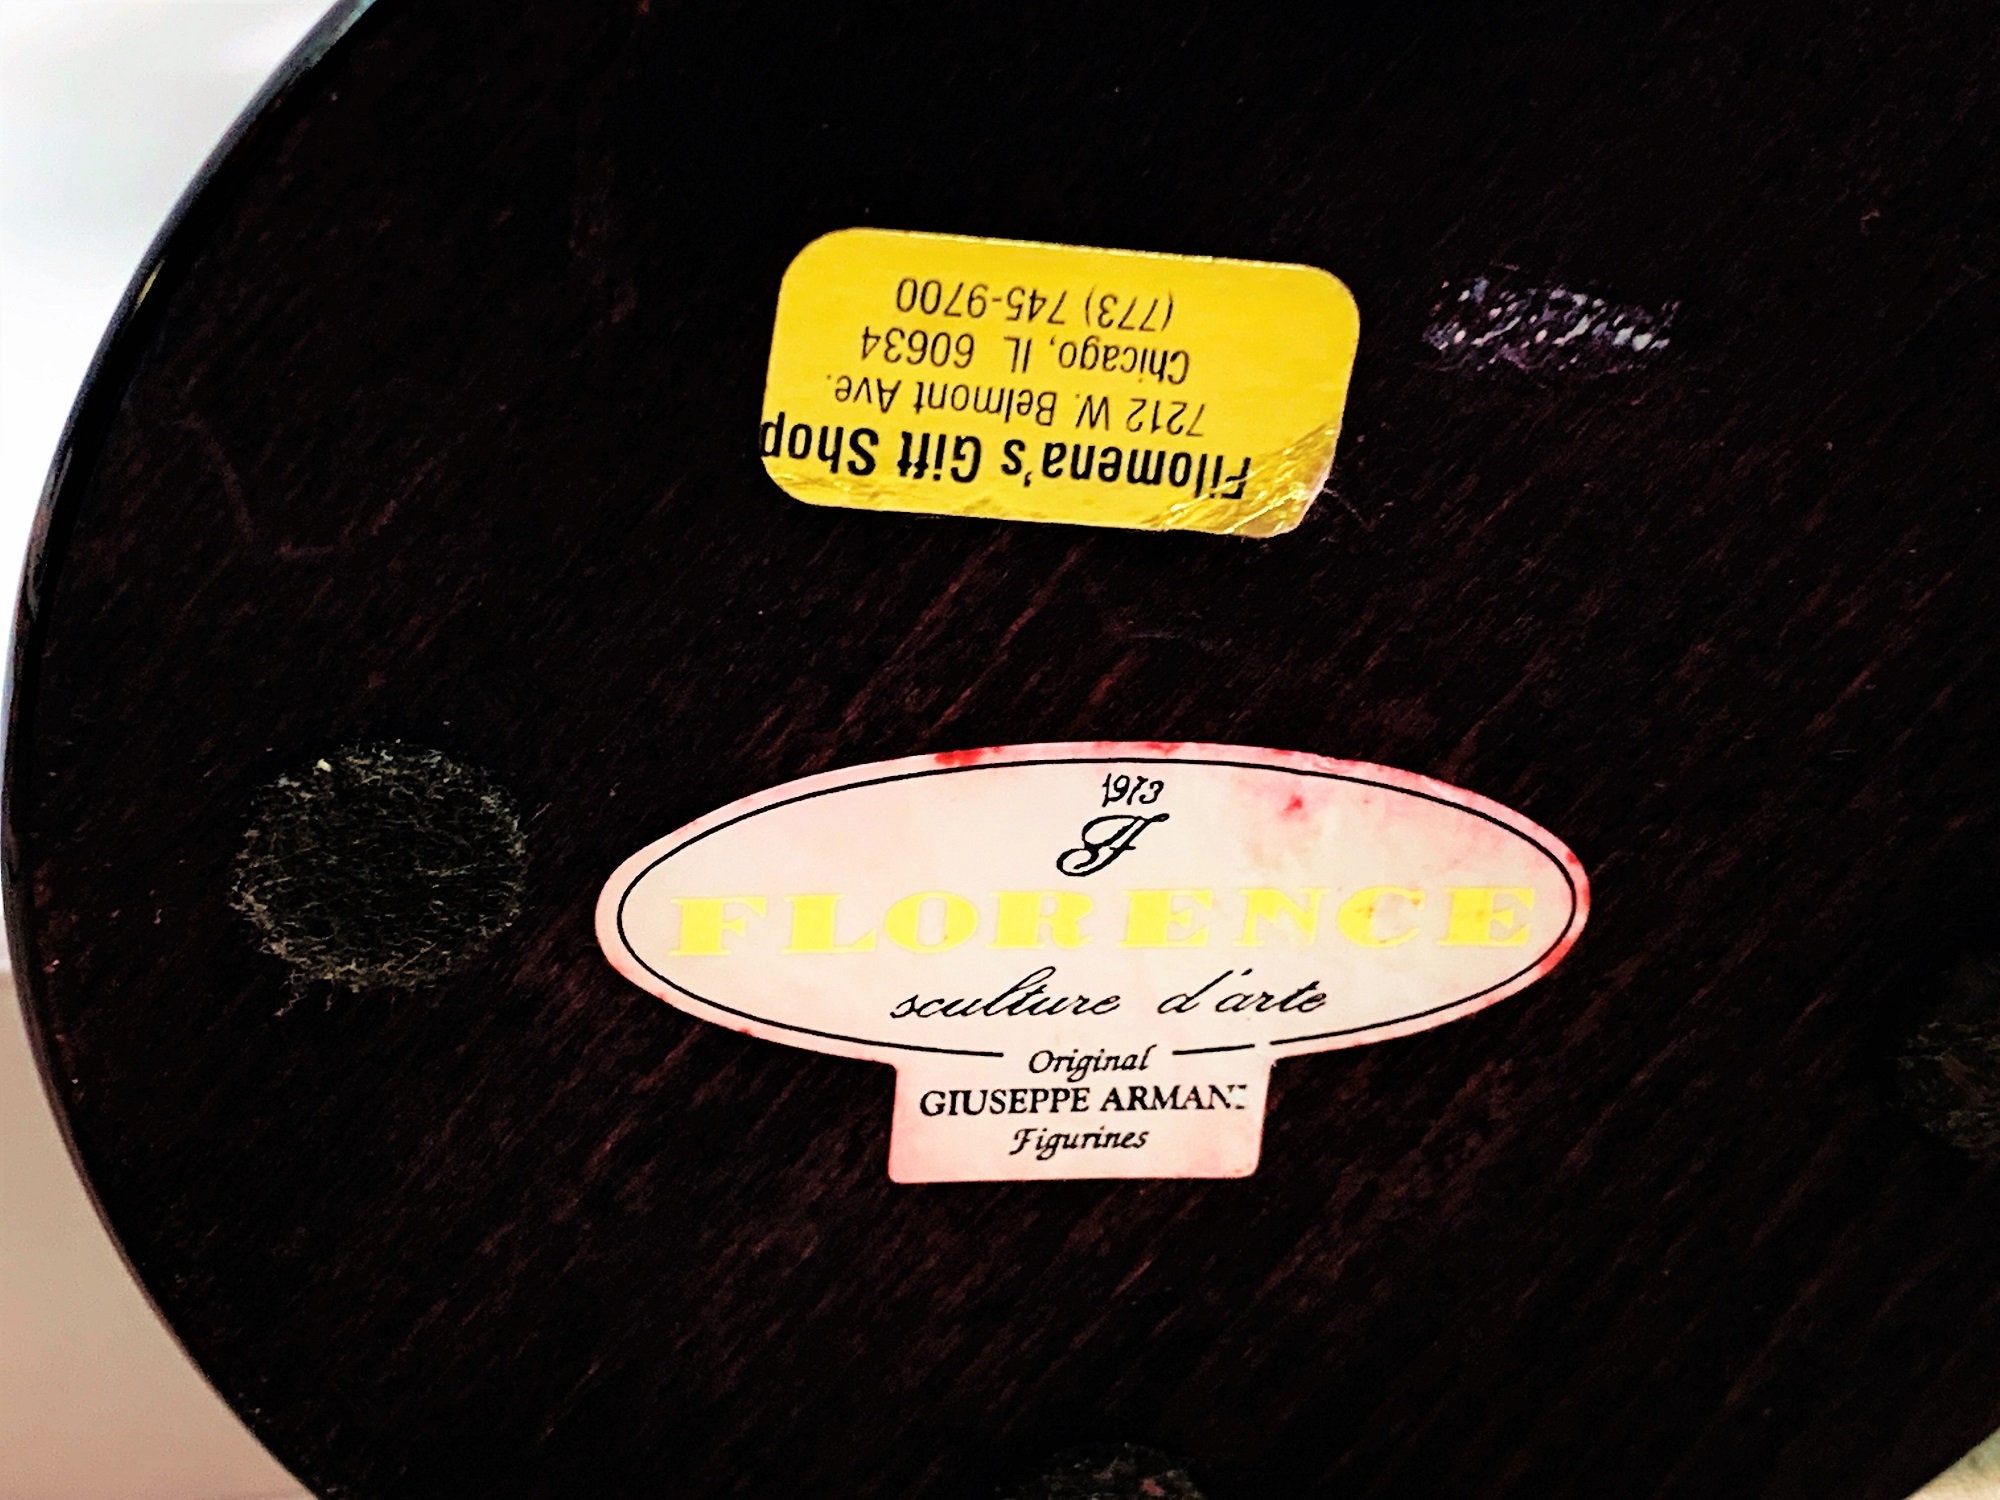 Filomena's Gift Shop
7212 W. Belmont Ave.
Chicago, IL 60634
(773) 745-9700
1973
F
FLORENCE
sculture d'arte
Original
GIUSEPPE ARMANI
Figurines